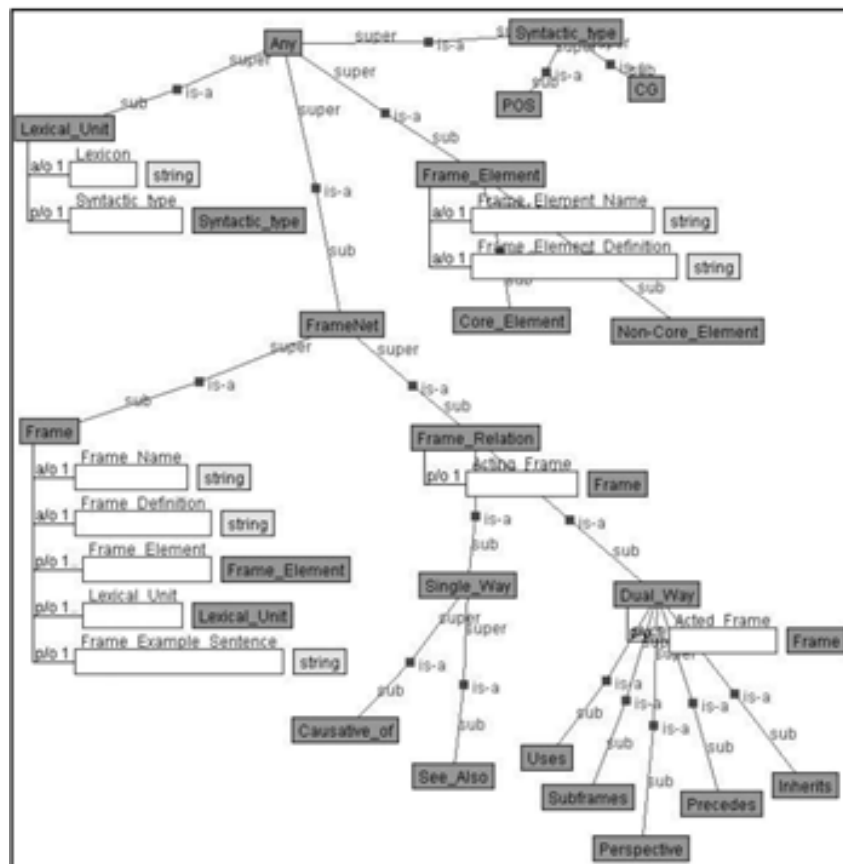 Any
super
is-a
super
Syntactic_type
super
super
is-a
sub
POS
CG
super
is-a
sub
Lexical_Unit
a/o 1
Lexicon
string
p/o 1
Syntactic_type
Syntactic_type
super
is-a
sub
super
is-a
sub
Frame_Element
a/o 1
Frame_Element_Name
string
a/o 1
Frame_Element_Definition
string
sub
sub
Core_Element
Non-Core_Element
FrameNet
super
is-a
sub
super
is-a
sub
Frame
a/o 1
Frame_Name
string
a/o 1
Frame_Definition
string
p/o 1..
Frame_Element
Frame_Element
p/o 1..
Lexical_Unit
Lexical_Unit
p/o 1
Frame_Example_Sentence
string
Frame_Relation
p/o 1
Acting_Frame
Frame
is-a
sub
is-a
sub
Single_Way
super
super
is-a
sub
is-a
sub
Causative_of
See_Also
Dual_Way
p/o 1
Acted_Frame
Frame
super
is-a
is-a
is-a
is-a
is-a
sub
sub
sub
sub
sub
Uses
Subframes
Perspective
Precedes
Inherits